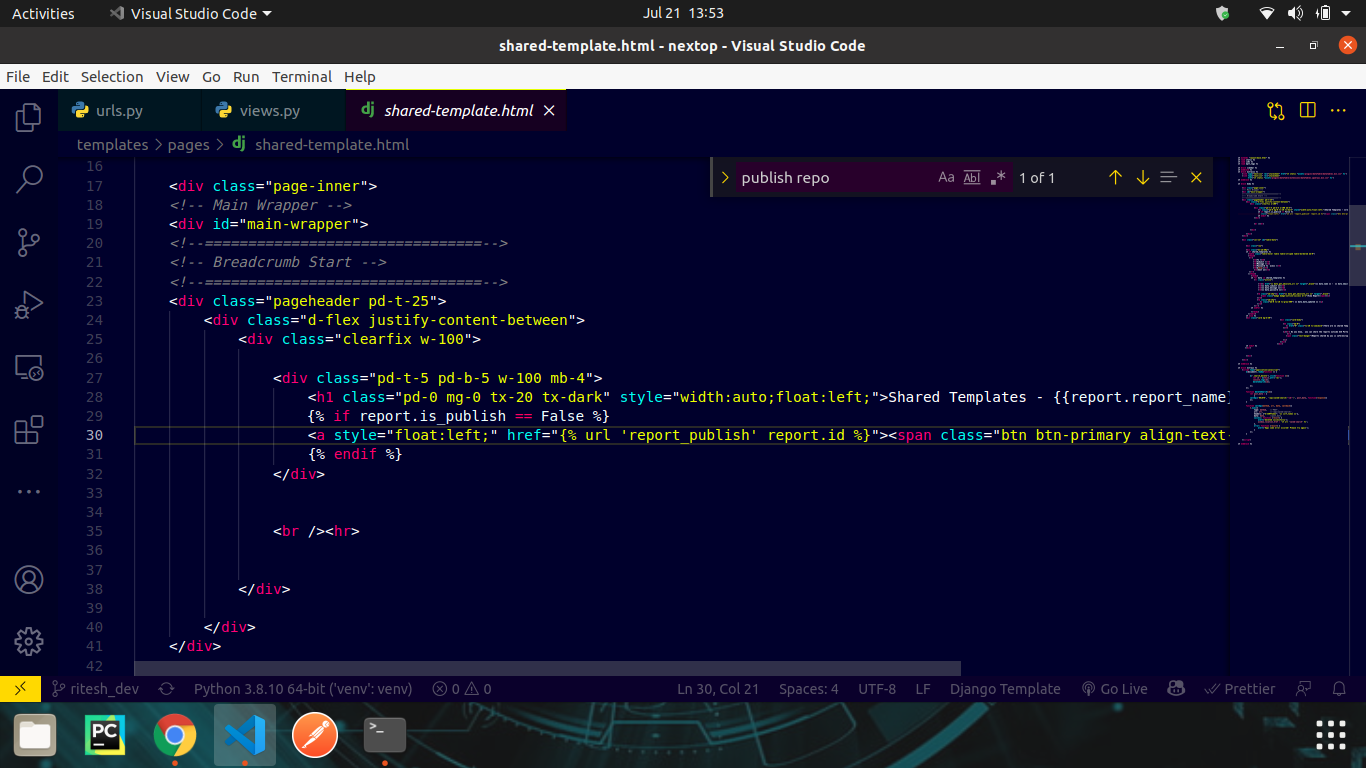 Activities Visual Studio Code Jul 21 13:53
shared-template.html - nextop - Visual Studio Code
File Edit Selection View Go Run Terminal Help
urls.py views.py dj shared-template.html
templates > pages > dj shared-template.html
publish repo Aa Ab .* 1 of 1
16
17 <div class="page-inner">
18 <!-- Main Wrapper -->
19 <div id="main-wrapper">
20 <!--================================-->
21 <!-- Breadcrumb Start -->
22 <!--================================-->
23 <div class="pageheader pd-t-25">
24 <div class="d-flex justify-content-between">
25 <div class="clearfix w-100">
26
27 <div class="pd-t-5 pd-b-5 w-100 mb-4">
28 <h1 class="pd-0 mg-0 tx-20 tx-dark" style="width:auto;float:left;">Shared Templates - {{report.report_name}
29 {% if report.is_publish == False %}
30 <a style="float:left;" href="{% url 'report_publish' report.id %}"><span class="btn btn-primary align-text-
31 {% endif %}
32 </div>
33
34
35 <br /><hr>
36
37
38 </div>
39
40 </div>
41 </div>
42
ritesh_dev Python 3.8.10 64-bit ('venv': venv) 0 0 Ln 30, Col 21 Spaces: 4 UTF-8 LF Django Template Go Live Prettier
PC >_